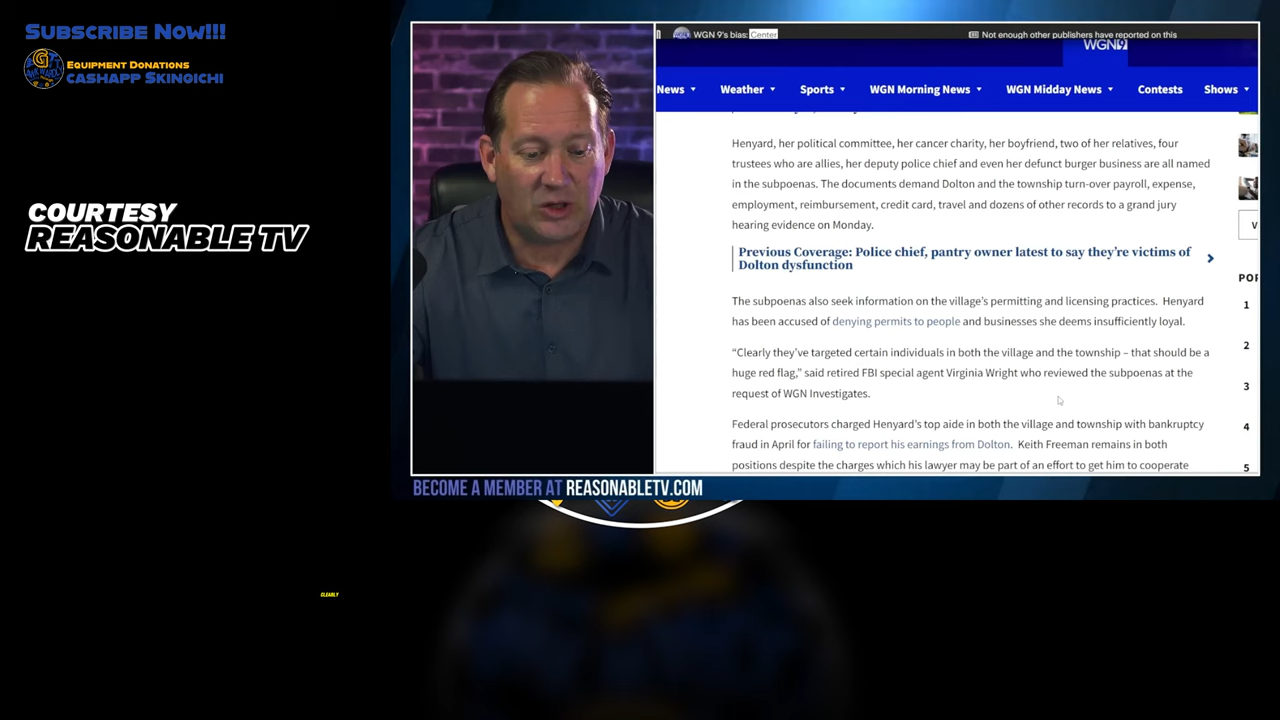 SUBSCRIBE NOW!!!
EQUIPMENT DONATIONS
CASHAPP SKINGICHI
COURTESY
REASONABLE TV
WGN 9's bias: Center
Not enough other publishers have reported on this
WGN9
News
Weather
Sports
WGN Morning News
WGN Midday News
Contests
Shows
Henyard, her political committee, her cancer charity, her boyfriend, two of her relatives, four
trustees who are allies, her deputy police chief and even her defunct burger business are all named
in the subpoenas. The documents demand Dolton and the township turn-over payroll, expense,
employment, reimbursement, credit card, travel and dozens of other records to a grand jury
hearing evidence on Monday.
Previous Coverage: Police chief, pantry owner latest to say they're victims of
Dolton dysfunction
The subpoenas also seek information on the village's permitting and licensing practices. Henyard
has been accused of denying permits to people and businesses she deems insufficiently loyal.
“Clearly they've targeted certain individuals in both the village and the township – that should be a
huge red flag,” said retired FBI special agent Virginia Wright who reviewed the subpoenas at the
request of WGN Investigates.
Federal prosecutors charged Henyard's top aide in both the village and township with bankruptcy
fraud in April for failing to report his earnings from Dolton. Keith Freeman remains in both
positions despite the charges which his lawyer may be part of an effort to get him to cooperate
V
POP
1
2
3
4
5
BECOME A MEMBER AT REASONABLETV.COM
CLEARLY